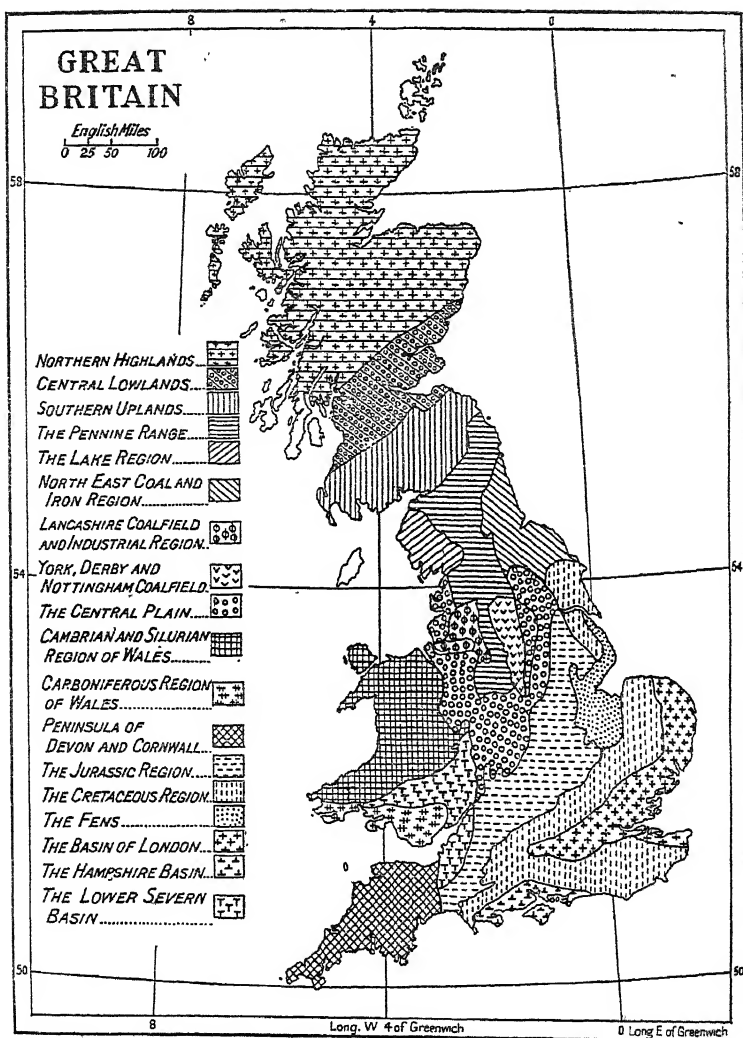 8 4 0
GREAT
BRITAIN
English Miles
0 25 50 100
58 58
NORTHERN HIGHLANDS
CENTRAL LOWLANDS
SOUTHERN UPLANDS
THE PENNINE RANGE
THE LAKE REGION
NORTH EAST COAL AND
IRON REGION
LANCASHIRE COALFIELD
AND INDUSTRIAL REGION
54 54
YORK, DERBY AND
NOTTINGHAM COALFIELD
THE CENTRAL PLAIN
CAMBRIAN AND SILURIAN
REGION OF WALES
CARBONIFEROUS REGION
OF WALES
PENINSULA OF
DEVON AND CORNWALL
THE JURASSIC REGION
THE CRETACEOUS REGION
THE FENS
THE BASIN OF LONDON
THE HAMPSHIRE BASIN
THE LOWER SEVERN
BASIN
50 50
8 Long. W 4 of Greenwich 0 Long E of Greenwich